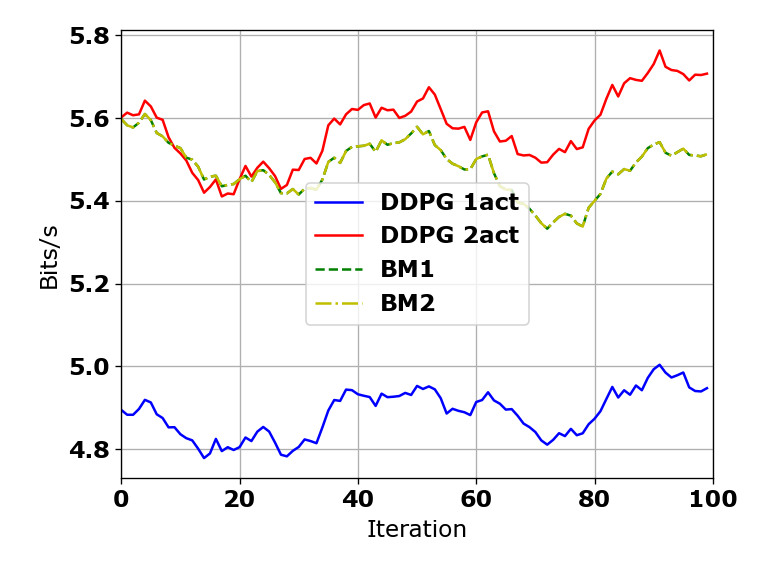 5.8
5.6
5.4
5.2
5.0
4.8
Bits/s
DDPG 1act
DDPG 2act
BM1
BM2
0 20 40 60 80 100
Iteration